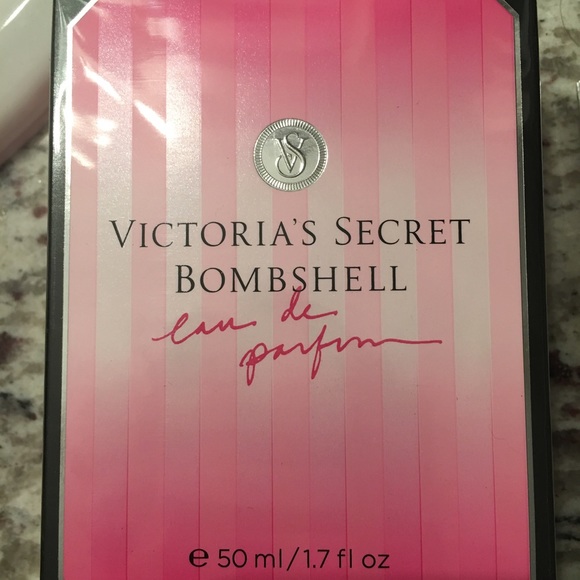 VS
VICTORIA'S SECRET
BOMBSHELL
eau de
parfum
e 50 ml/1.7 fl oz